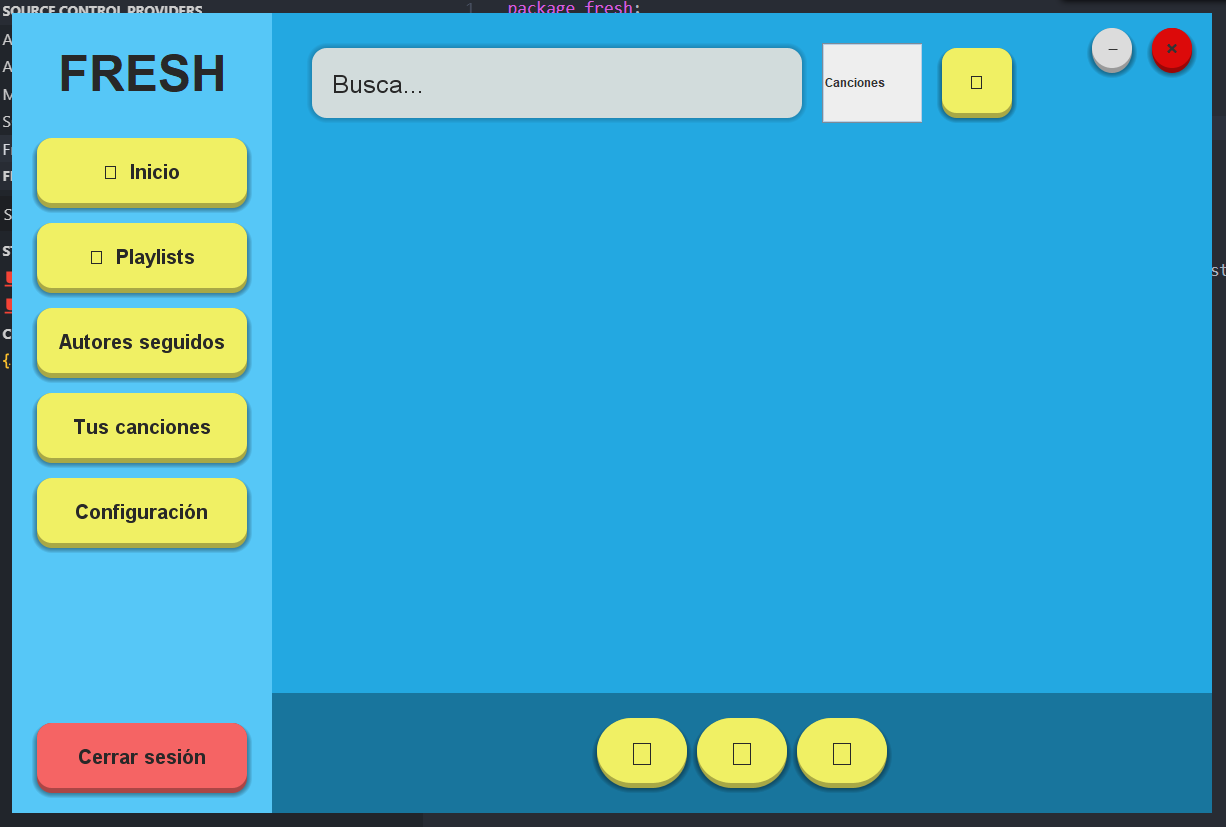 SOURCE CONTROL PROVIDERS
1 package fresh;
FRESH
Busca...
Canciones
–
×
Inicio
Playlists
Autores seguidos
Tus canciones
Configuración
Cerrar sesión